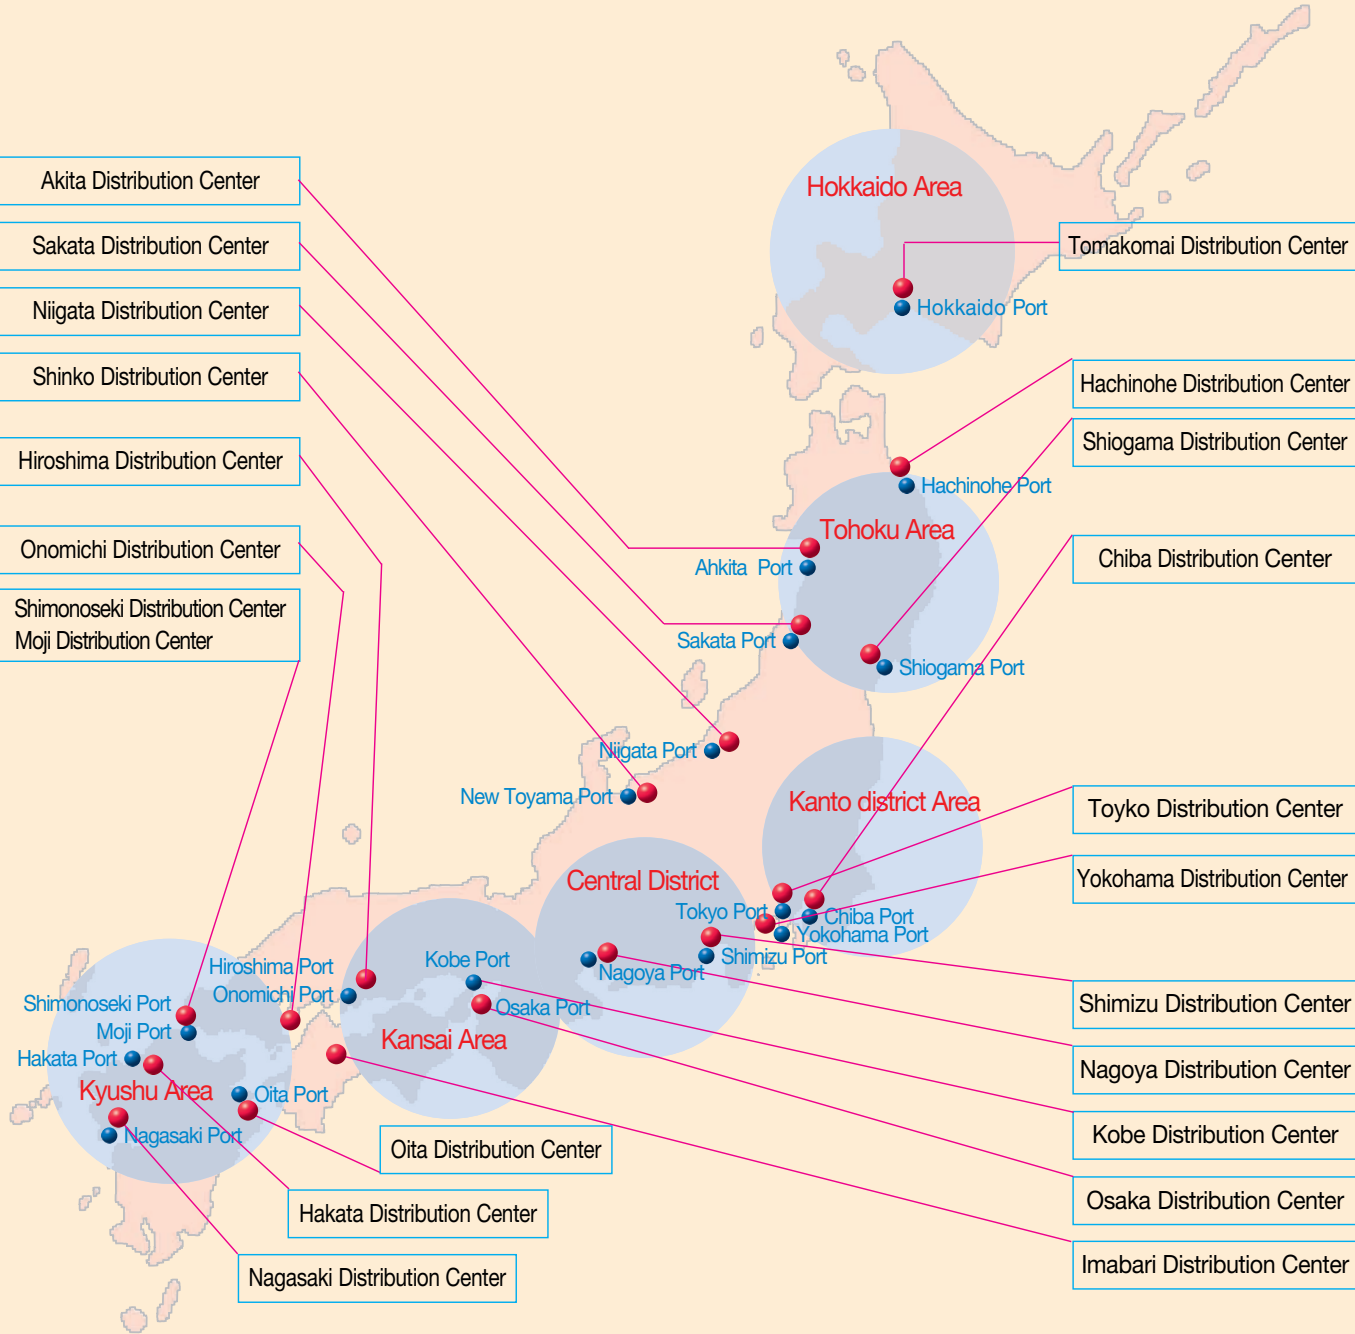 Akita Distribution Center
Sakata Distribution Center
Niigata Distribution Center
Shinko Distribution Center
Hiroshima Distribution Center
Onomichi Distribution Center
Shimonoseki Distribution Center
Moji Distribution Center
Hokkaido Area
Tomakomai Distribution Center
Hokkaido Port
Hachinohe Distribution Center
Shiogama Distribution Center
Hachinohe Port
Tohoku Area
Ahkita Port
Chiba Distribution Center
Sakata Port
Shiogama Port
Niigata Port
New Toyama Port
Kanto district Area
Toyko Distribution Center
Central District
Yokohama Distribution Center
Tokyo Port
Chiba Port
Yokohama Port
Shimizu Port
Nagoya Port
Kobe Port
Hiroshima Port
Onomichi Port
Osaka Port
Shimonoseki Port
Moji Port
Kansai Area
Hakata Port
Kyushu Area
Oita Port
Nagasaki Port
Shimizu Distribution Center
Nagoya Distribution Center
Kobe Distribution Center
Oita Distribution Center
Osaka Distribution Center
Hakata Distribution Center
Imabari Distribution Center
Nagasaki Distribution Center